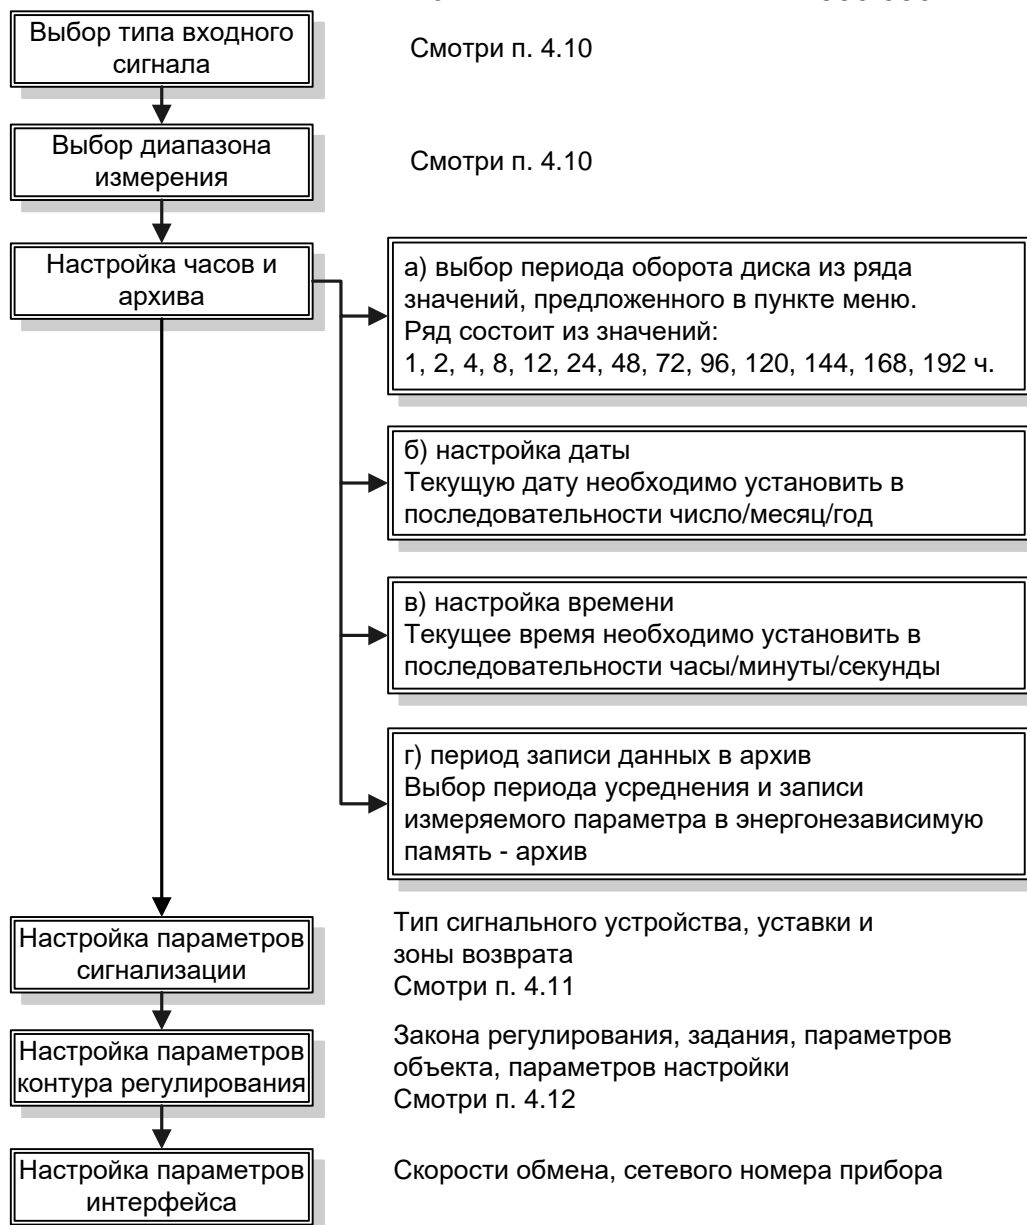 Выбор типа входного
сигнала
Смотри п. 4.10
Выбор диапазона
измерения
Смотри п. 4.10
Настройка часов и
архива
а) выбор периода оборота диска из ряда
значений, предложенного в пункте меню.
Ряд состоит из значений:
1, 2, 4, 8, 12, 24, 48, 72, 96, 120, 144, 168, 192 ч.
б) настройка даты
Текущую дату необходимо установить в
последовательности число/месяц/год
в) настройка времени
Текущее время необходимо установить в
последовательности часы/минуты/секунды
г) период записи данных в архив
Выбор периода усреднения и записи
измеряемого параметра в энергонезависимую
память - архив
Настройка параметров
сигнализации
Тип сигнального устройства, уставки и
зоны возврата
Смотри п. 4.11
Настройка параметров
контура регулирования
Закона регулирования, задания, параметров
объекта, параметров настройки
Смотри п. 4.12
Настройка параметров
интерфейса
Скорости обмена, сетевого номера прибора